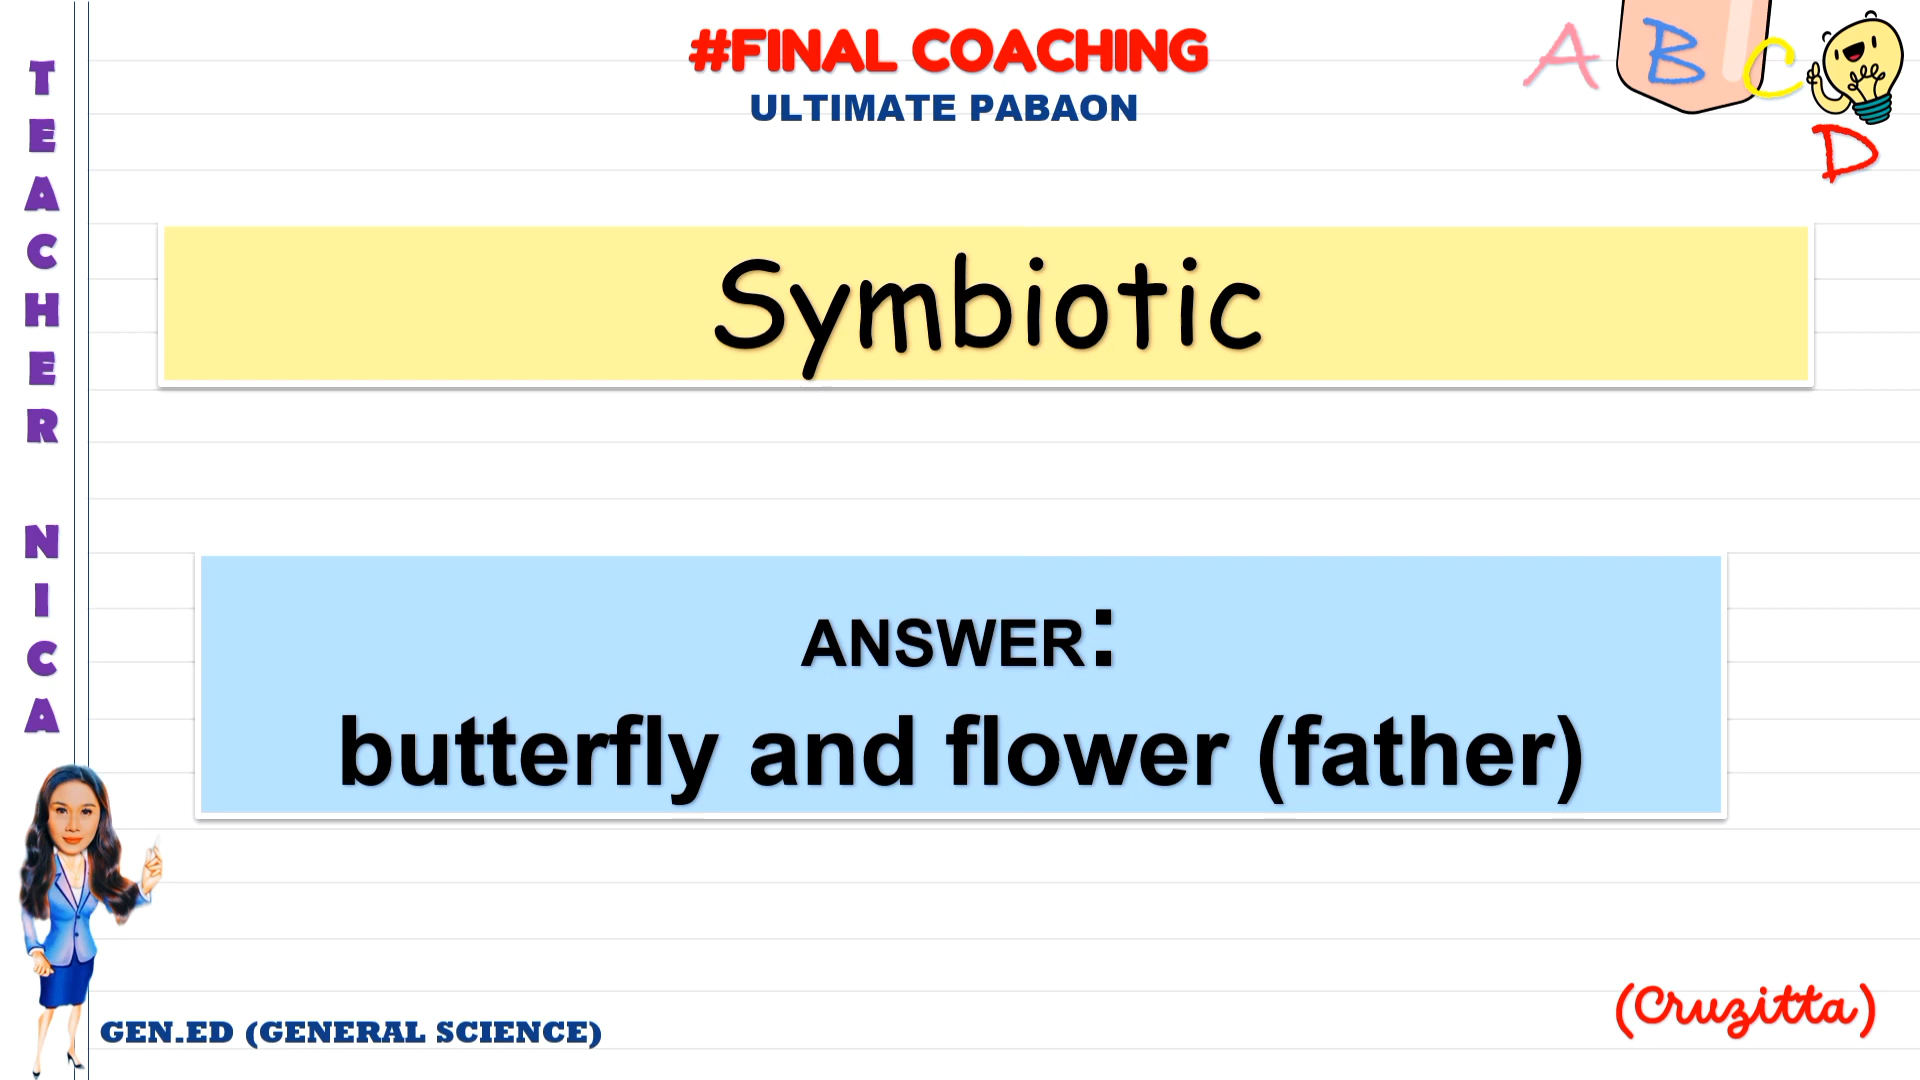 #FINAL COACHING
ULTIMATE PABAON
A B C
D
TEACHER NICA
Symbiotic
ANSWER:
butterfly and flower (father)
GEN.ED (GENERAL SCIENCE)
(Cruzitta)